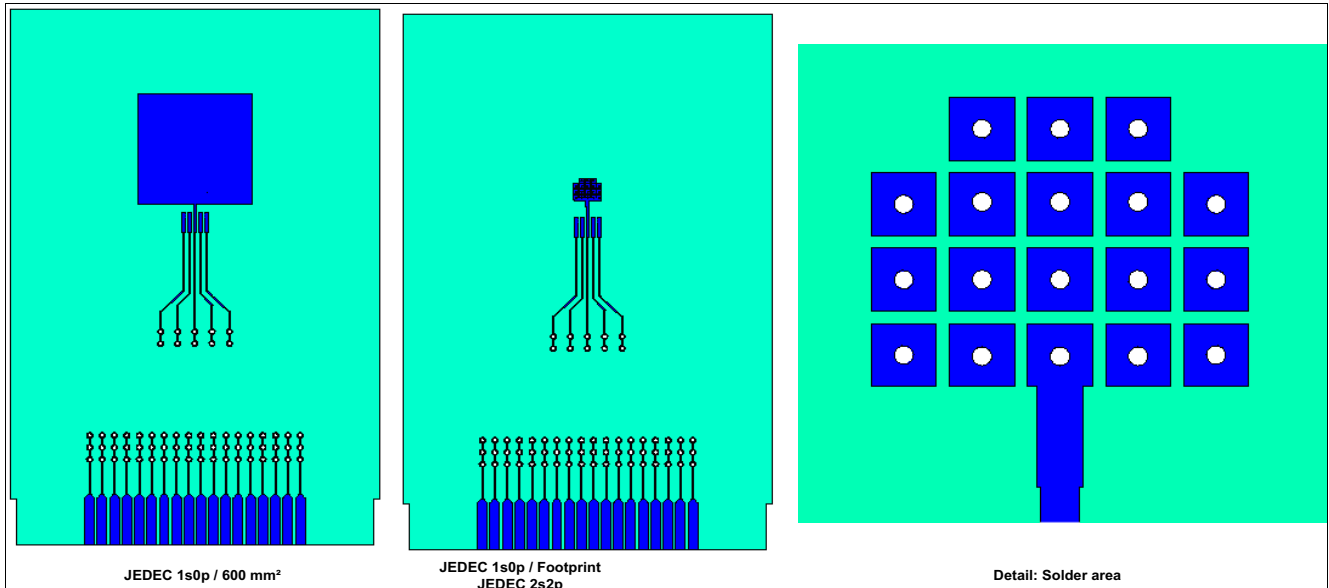 JEDEC 1s0p / 600 mm²
JEDEC 1s0p / Footprint
JEDEC 2s2p
Detail: Solder area